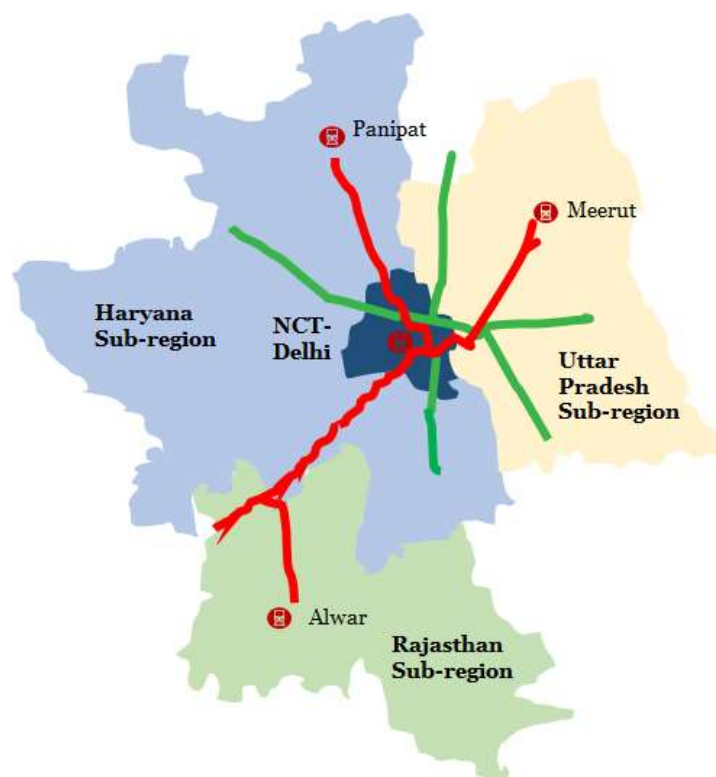 Panipat
Meerut
Haryana
Sub-region
NCT-
Delhi
Uttar
Pradesh
Sub-region
Alwar
Rajasthan
Sub-region